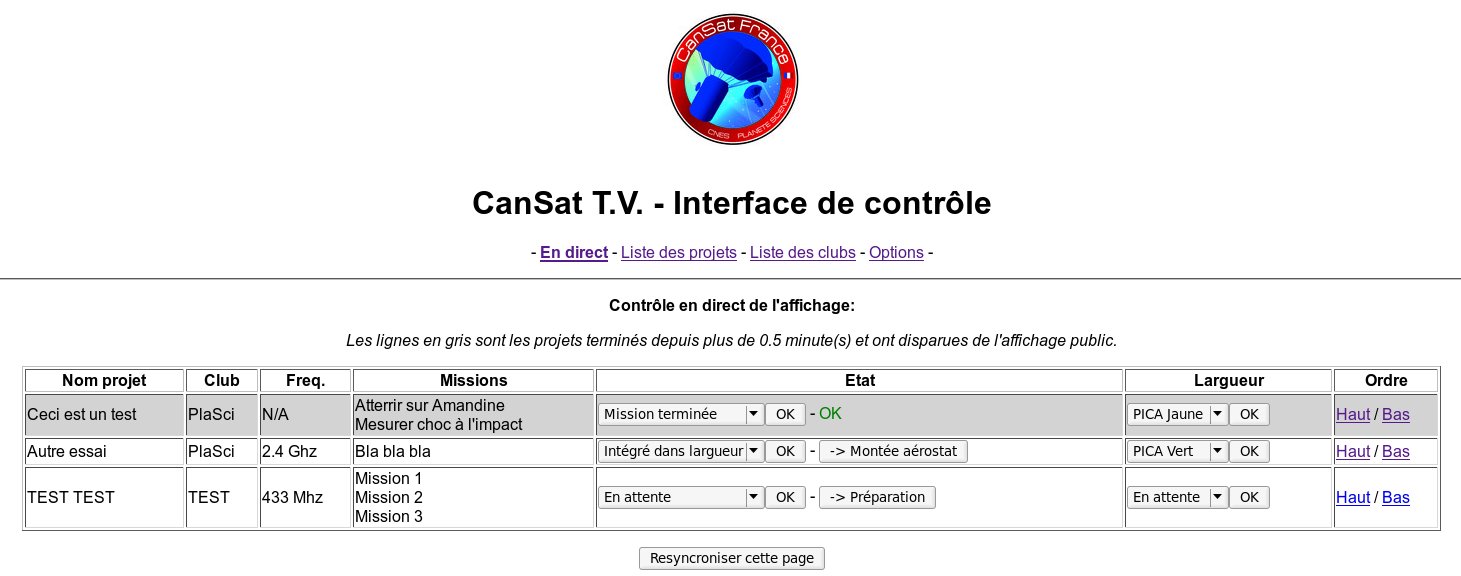 CanSat France
CNES PLANETE SCIENCES
CanSat T.V. - Interface de contrôle
- En direct - Liste des projets - Liste des clubs - Options -
Contrôle en direct de l'affichage:
Les lignes en gris sont les projets terminés depuis plus de 0.5 minute(s) et ont disparues de l'affichage public.
Nom projet Club Freq. Missions Etat Largueur Ordre
Ceci est un test PlaSci N/A Atterrir sur Amandine Mission terminée OK - OK PICA Jaune OK Haut / Bas
Mesurer choc à l'impact
Autre essai PlaSci 2.4 Ghz Bla bla bla Intégré dans largueur OK - -> Montée aérostat PICA Vert OK Haut / Bas
Mission 1
TEST TEST TEST 433 Mhz Mission 2 En attente OK - -> Préparation En attente OK Haut / Bas
Mission 3
Resyncroniser cette page